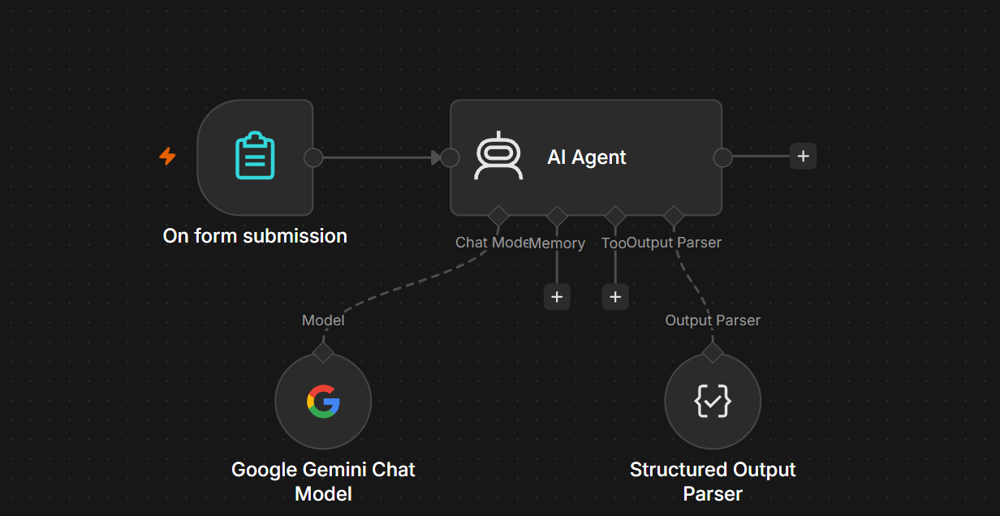 AI Agent
On form submission
Chat Mode
Memory
Too
Output Parser
Model
Output Parser
Google Gemini Chat
Model
Structured Output
Parser